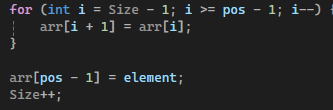 for (int i = Size - 1; i >= pos - 1; i--) {
    arr[i + 1] = arr[i];
}

arr[pos - 1] = element;
Size++;